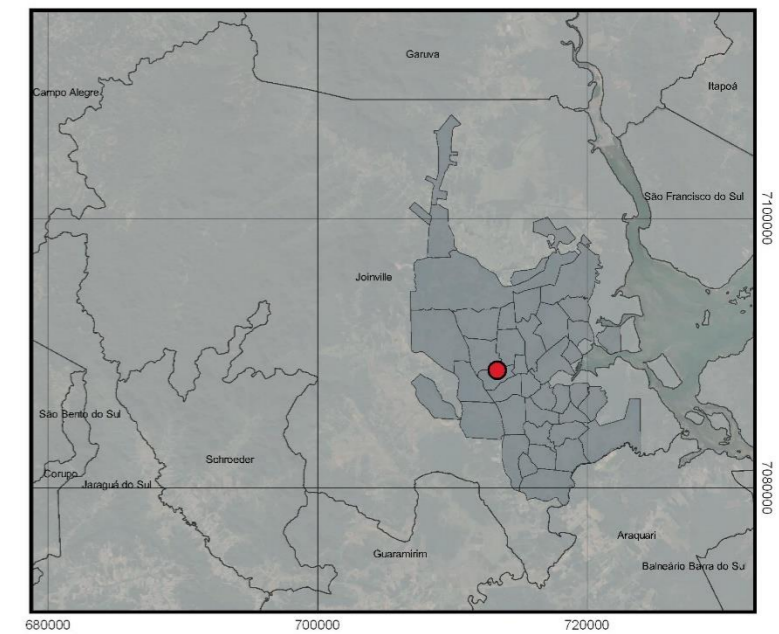 Garuva
Campo Alegre
Itapoá
São Francisco do Sul
7100000
Joinville
São Bento do Sul
Schroeder
Corupo
Jaraguá do Sul
7080000
Araquari
Guaramirim
Balneário Barra do Sul
680000
700000
720000